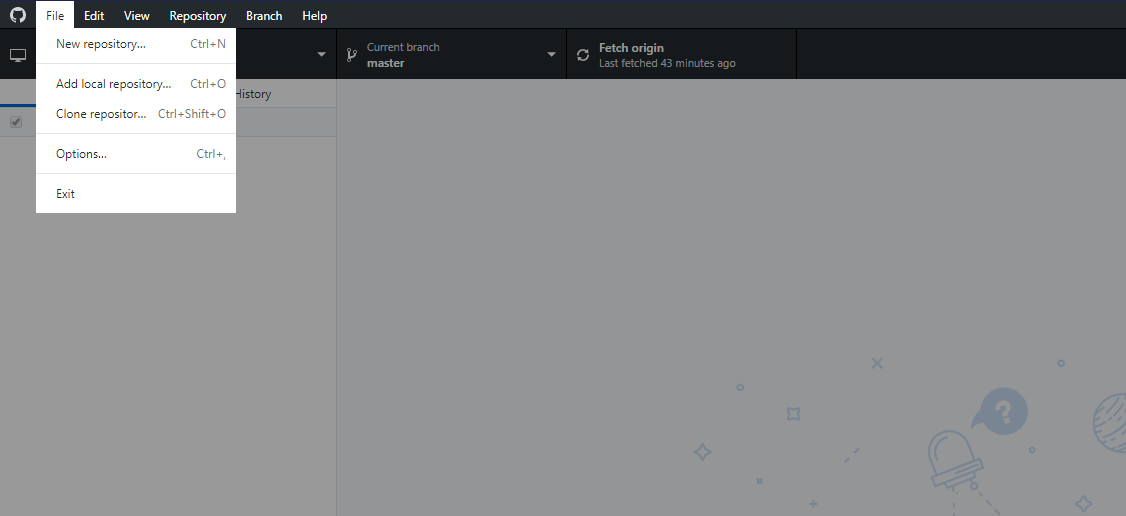 File Edit View Repository Branch Help
New repository... Ctrl+N
Add local repository... Ctrl+O
Clone repositor... Ctrl+Shift+O
Options... Ctrl+,
Exit
Current branch
master
Fetch origin
Last fetched 43 minutes ago
History
?